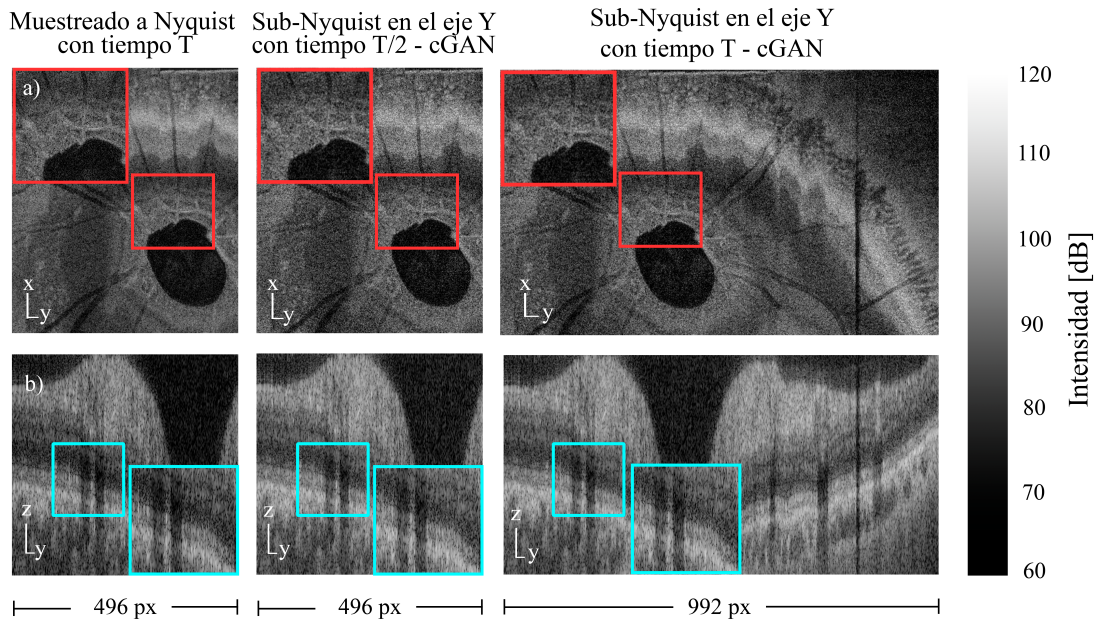 Muestreado a Nyquist
con tiempo T
Sub-Nyquist en el eje Y
con tiempo T/2 - cGAN
Sub-Nyquist en el eje Y
con tiempo T - cGAN
a)
x
y
x
y
x
y
b)
z
y
z
y
z
y
120
110
100
90
80
70
60
Intensidad [dB]
496 px
496 px
992 px